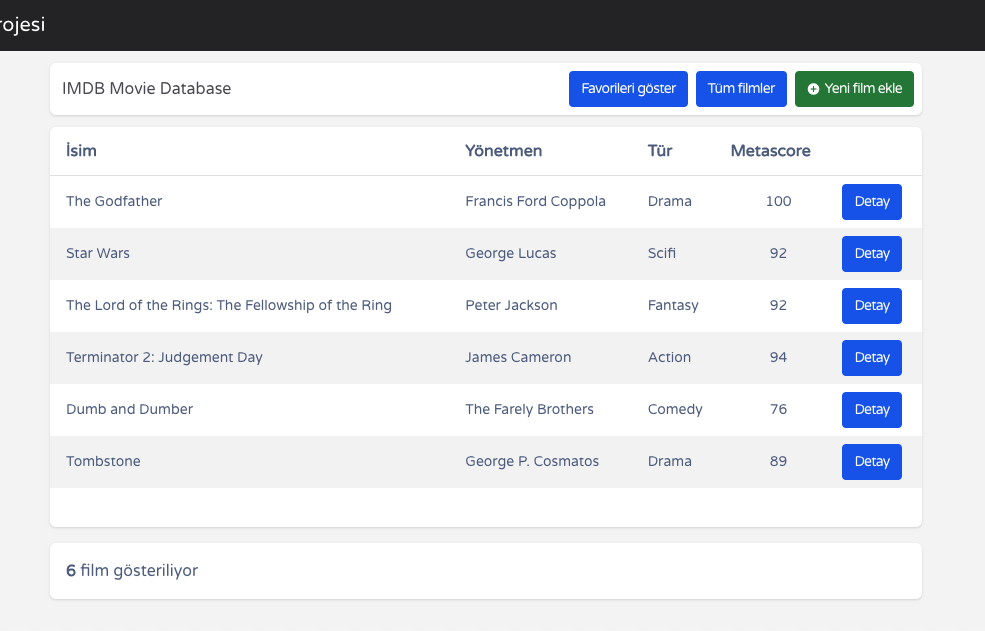 rojesi
IMDB Movie Database Favorileri göster Tüm filmler Yeni film ekle
İsim Yönetmen Tür Metascore
The Godfather Francis Ford Coppola Drama 100 Detay
Star Wars George Lucas Scifi 92 Detay
The Lord of the Rings: The Fellowship of the Ring Peter Jackson Fantasy 92 Detay
Terminator 2: Judgement Day James Cameron Action 94 Detay
Dumb and Dumber The Farely Brothers Comedy 76 Detay
Tombstone George P. Cosmatos Drama 89 Detay
6 film gösteriliyor